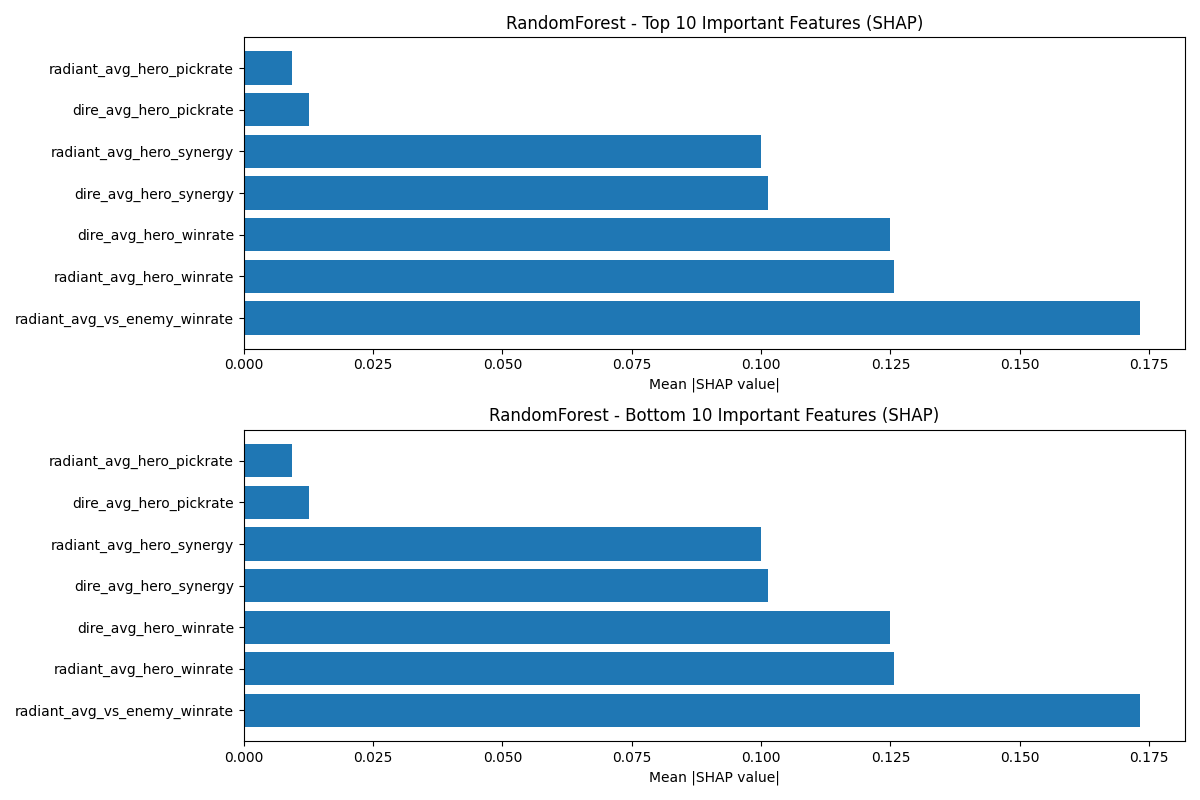 RandomForest - Top 10 Important Features (SHAP)
radiant_avg_hero_pickrate
dire_avg_hero_pickrate
radiant_avg_hero_synergy
dire_avg_hero_synergy
dire_avg_hero_winrate
radiant_avg_hero_winrate
radiant_avg_vs_enemy_winrate
0.000 0.025 0.050 0.075 0.100 0.125 0.150 0.175
Mean |SHAP value|
RandomForest - Bottom 10 Important Features (SHAP)
radiant_avg_hero_pickrate
dire_avg_hero_pickrate
radiant_avg_hero_synergy
dire_avg_hero_synergy
dire_avg_hero_winrate
radiant_avg_hero_winrate
radiant_avg_vs_enemy_winrate
0.000 0.025 0.050 0.075 0.100 0.125 0.150 0.175
Mean |SHAP value|